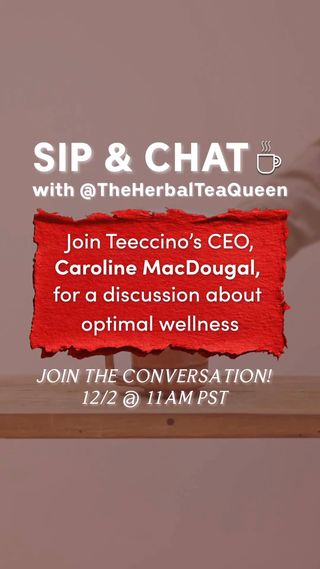 SIP & CHAT
with @TheHerbalTeaQueen
Join Teeccino's CEO,
Caroline MacDougal,
for a discussion about
optimal wellness
JOIN THE CONVERSATION!
12/2 @ 11AM PST